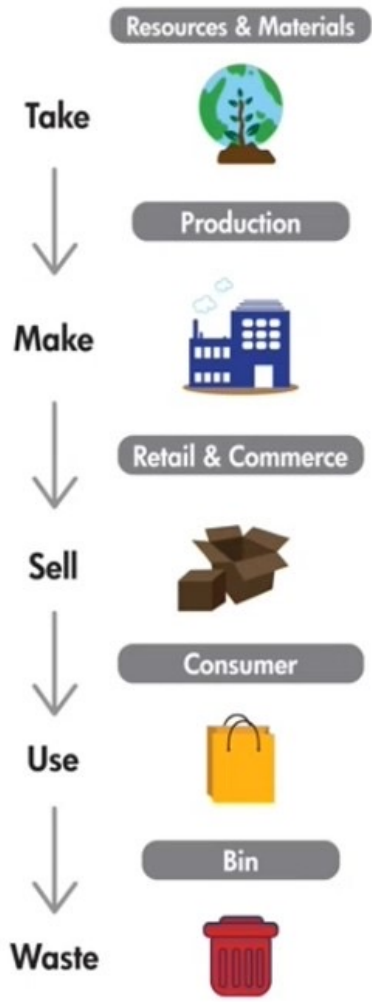 Resources & Materials
Take
Production
Make
Retail & Commerce
Sell
Consumer
Use
Bin
Waste